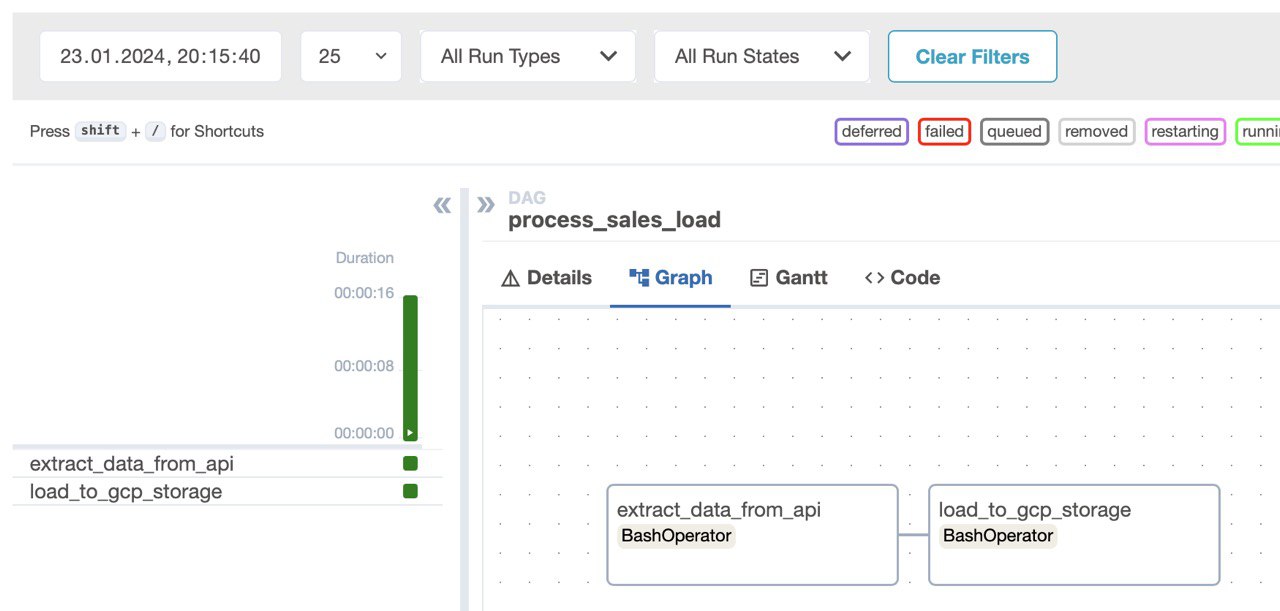 23.01.2024, 20:15:40 25 All Run Types All Run States Clear Filters
Press shift + / for Shortcuts deferred failed queued removed restarting
DAG
process_sales_load
Duration
Details Graph Gantt <> Code
00:00:16
00:00:08
00:00:00
extract_data_from_api
load_to_gcp_storage
extract_data_from_api load_to_gcp_storage
BashOperator BashOperator